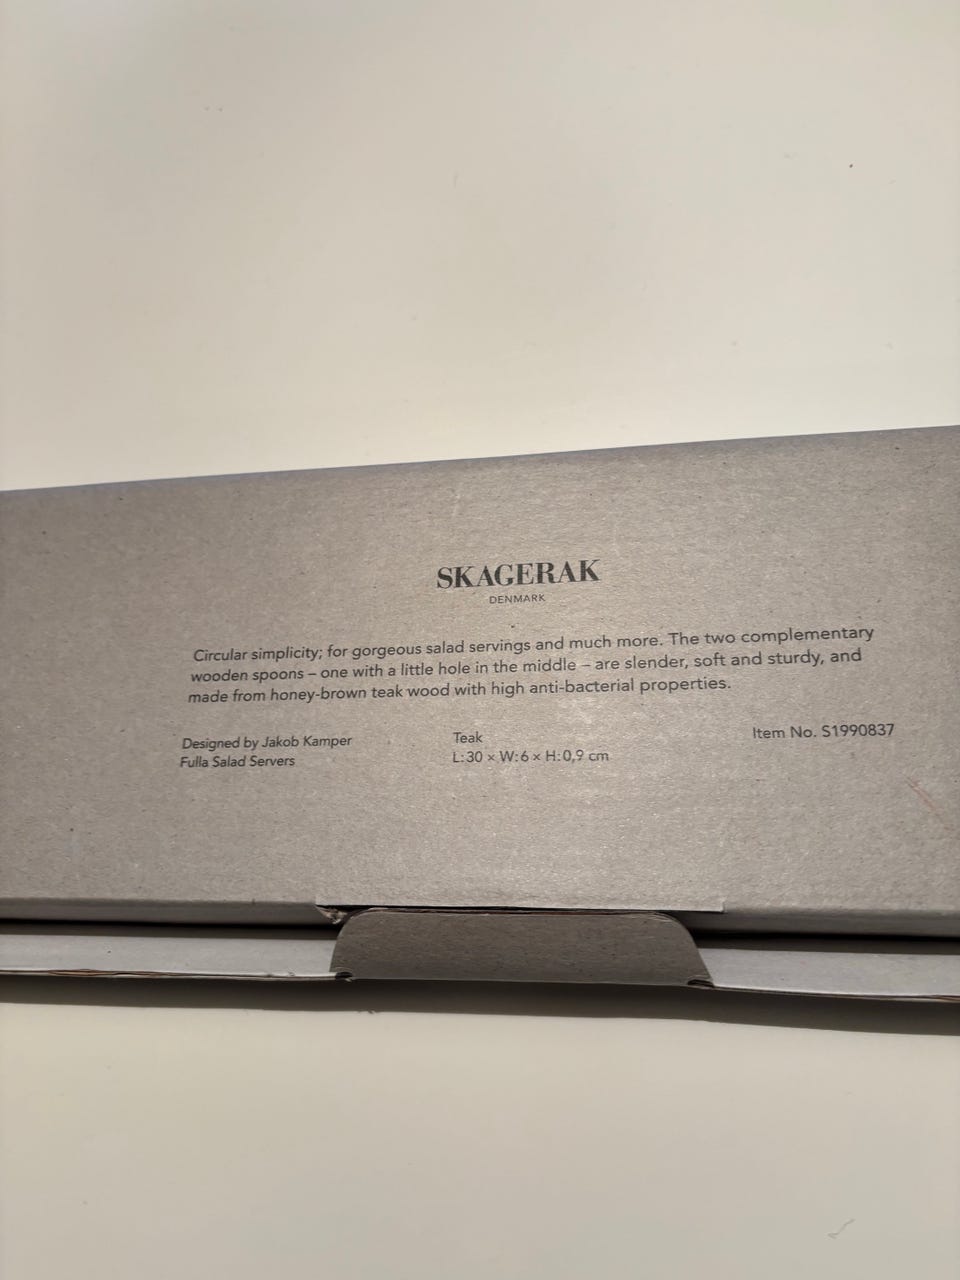 SKAGERAK
DENMARK
Circular simplicity; for gorgeous salad servings and much more. The two complementary
wooden spoons – one with a little hole in the middle – are slender, soft and sturdy, and
made from honey-brown teak wood with high anti-bacterial properties.
Designed by Jakob Kamper
Fulla Salad Servers
Teak
L:30 × W:6 × H:0,9 cm
Item No. S1990837